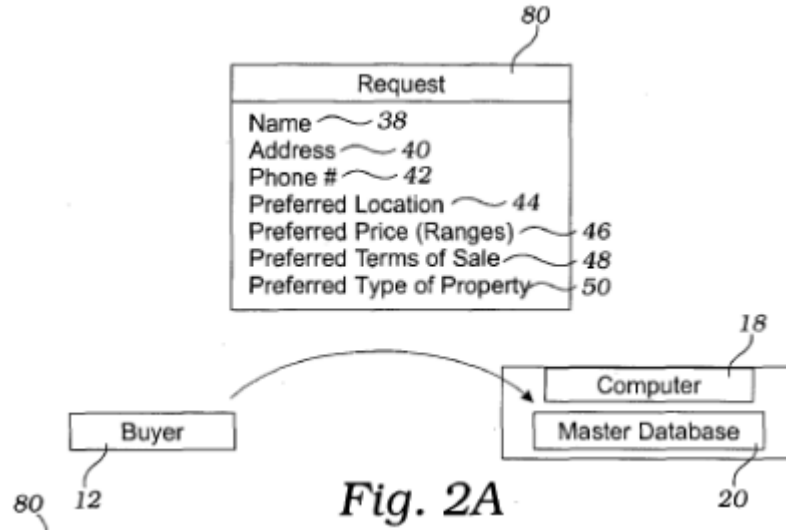 80
Request
Name 38
Address 40
Phone # 42
Preferred Location 44
Preferred Price (Ranges) 46
Preferred Terms of Sale 48
Preferred Type of Property 50
18
Computer
Buyer
Master Database
12
Fig. 2A
20
80